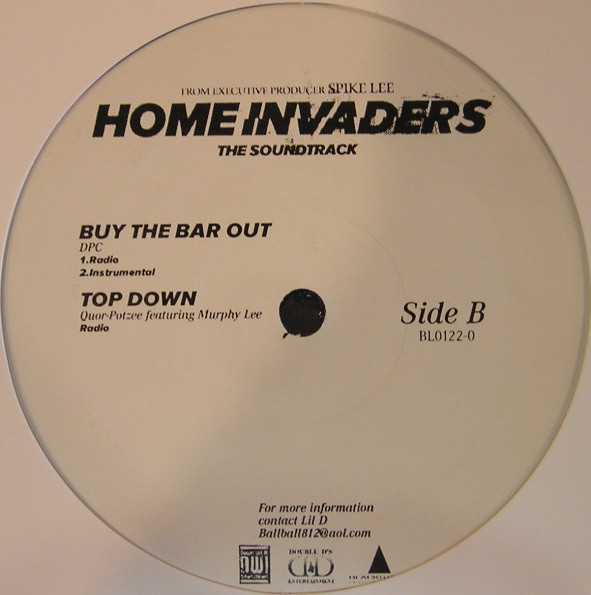 FROM EXECUTIVE PRODUCER SPIKE LEE
HOME INVADERS
THE SOUNDTRACK
BUY THE BAR OUT
DPC
1.Radio
2.Instrumental
TOP DOWN
Quor-Potzee featuring Murphy Lee
Radio
Side B
BL0122-0
For more information
contact Lil D
Ballball812@aol.com
DOUBLE D'S
D4D
ENTERTAINMENT